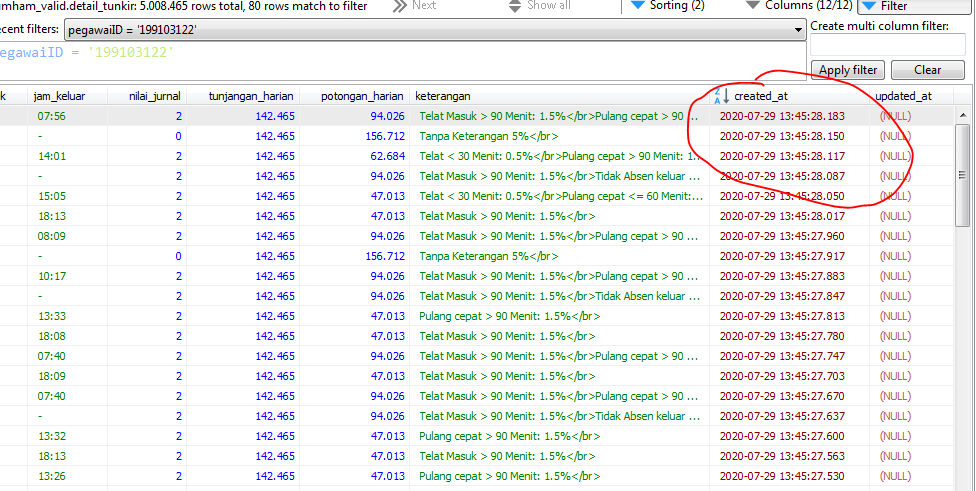 mham_valid.detail_tunkir: 5.008.465 rows total, 80 rows match to filter Next Show all Sorting (2) Columns (12/12) Filter
ecent filters: pegawaiID = '199103122' Create multi column filter:
egawaiID = '199103122'
Apply filter Clear
k jam_keluar nilai_jurnal tunjangan_harian potongan_harian keterangan created_at updated_at
07:56 2 142.465 94.026 Telat Masuk > 90 Menit: 1.5%</br>Pulang cepat > 90 ... 2020-07-29 13:45:28.183 (NULL)
- 0 142.465 156.712 Tanpa Keterangan 5%</br> 2020-07-29 13:45:28.150 (NULL)
14:01 2 142.465 62.684 Telat < 30 Menit: 0.5%</br>Pulang cepat > 90 Menit: 1... 2020-07-29 13:45:28.117 (NULL)
- 2 142.465 94.026 Telat Masuk > 90 Menit: 1.5%</br>Tidak Absen keluar ... 2020-07-29 13:45:28.087 (NULL)
15:05 2 142.465 47.013 Telat < 30 Menit: 0.5%</br>Pulang cepat <= 60 Menit:... 2020-07-29 13:45:28.050 (NULL)
18:13 2 142.465 47.013 Telat Masuk > 90 Menit: 1.5%</br> 2020-07-29 13:45:28.017 (NULL)
08:09 2 142.465 94.026 Telat Masuk > 90 Menit: 1.5%</br>Pulang cepat > 90 ... 2020-07-29 13:45:27.960 (NULL)
- 0 142.465 156.712 Tanpa Keterangan 5%</br> 2020-07-29 13:45:27.917 (NULL)
10:17 2 142.465 94.026 Telat Masuk > 90 Menit: 1.5%</br>Pulang cepat > 90 ... 2020-07-29 13:45:27.883 (NULL)
- 2 142.465 94.026 Telat Masuk > 90 Menit: 1.5%</br>Tidak Absen keluar ... 2020-07-29 13:45:27.847 (NULL)
13:33 2 142.465 47.013 Pulang cepat > 90 Menit: 1.5%</br> 2020-07-29 13:45:27.813 (NULL)
18:08 2 142.465 47.013 Telat Masuk > 90 Menit: 1.5%</br> 2020-07-29 13:45:27.780 (NULL)
07:40 2 142.465 94.026 Telat Masuk > 90 Menit: 1.5%</br>Pulang cepat > 90 ... 2020-07-29 13:45:27.747 (NULL)
18:09 2 142.465 47.013 Telat Masuk > 90 Menit: 1.5%</br> 2020-07-29 13:45:27.703 (NULL)
07:40 2 142.465 94.026 Telat Masuk > 90 Menit: 1.5%</br>Pulang cepat > 90 ... 2020-07-29 13:45:27.670 (NULL)
- 2 142.465 94.026 Telat Masuk > 90 Menit: 1.5%</br>Tidak Absen keluar ... 2020-07-29 13:45:27.637 (NULL)
13:32 2 142.465 47.013 Pulang cepat > 90 Menit: 1.5%</br> 2020-07-29 13:45:27.600 (NULL)
18:13 2 142.465 47.013 Telat Masuk > 90 Menit: 1.5%</br> 2020-07-29 13:45:27.563 (NULL)
13:26 2 142.465 47.013 Pulang cepat > 90 Menit: 1.5%</br> 2020-07-29 13:45:27.530 (NULL)